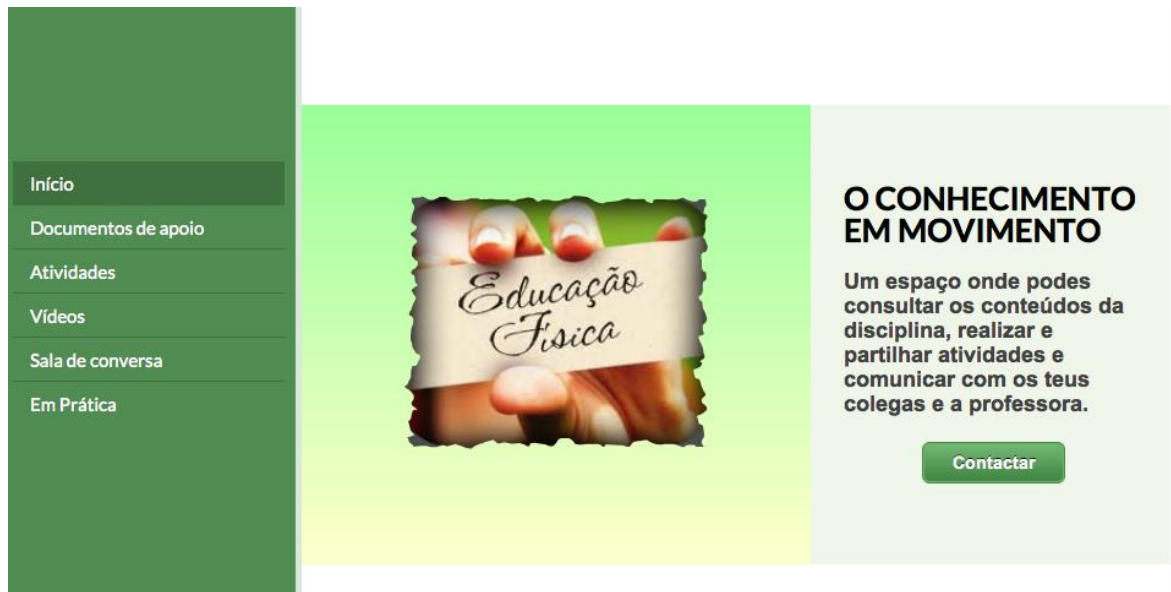 Início
Documentos de apoio
Atividades
Vídeos
Sala de conversa
Em Prática
Educação
Física
O CONHECIMENTO
EM MOVIMENTO
Um espaço onde podes
consultar os conteúdos da
disciplina, realizar e
partilhar atividades e
comunicar com os teus
colegas e a professora.
Contactar